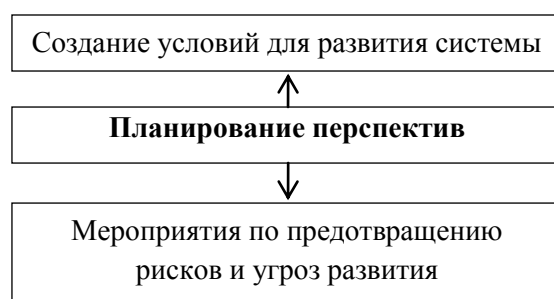 Создание условий для развития системы
Планирование перспектив
Мероприятия по предотвращению
рисков и угроз развития